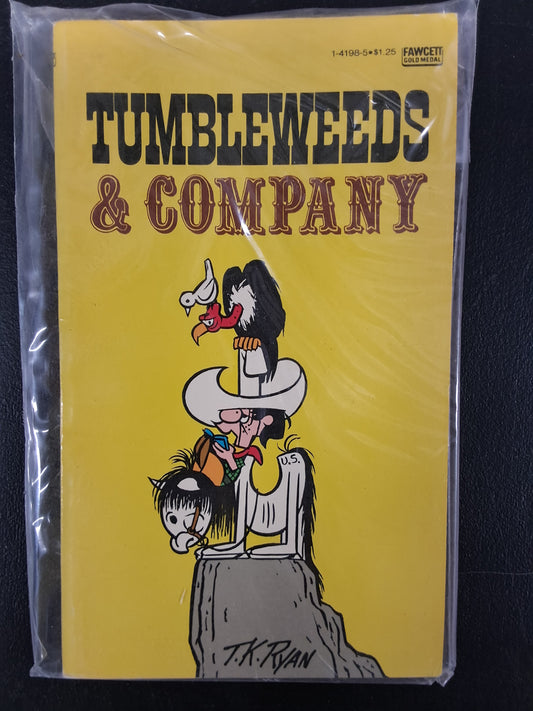 1-4198-5•$1.25
FAWCETT
GOLD MEDAL
TUMBLEWEEDS
& COMPANY
U.S.
T.K. RYAN